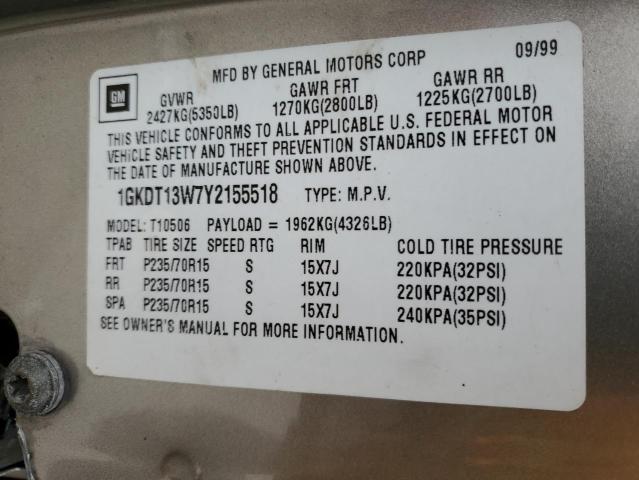 MFD BY GENERAL MOTORS CORP 09/99
GM
GVWR GAWR FRT GAWR RR
2427KG(5350LB) 1270KG(2800LB) 1225KG(2700LB)
THIS VEHICLE CONFORMS TO ALL APPLICABLE U.S. FEDERAL MOTOR
VEHICLE SAFETY AND THEFT PREVENTION STANDARDS IN EFFECT ON
THE DATE OF MANUFACTURE SHOWN ABOVE.
1GKDT13W7Y2155518 TYPE: M.P.V.
MODEL: T10506 PAYLOAD = 1962KG(4326LB)
TPAB TIRE SIZE SPEED RTG RIM COLD TIRE PRESSURE
FRT P235/70R15 S 15X7J 220KPA(32PSI)
RR P235/70R15 S 15X7J 220KPA(32PSI)
SPA P235/70R15 S 15X7J 240KPA(35PSI)
SEE OWNER'S MANUAL FOR MORE INFORMATION.